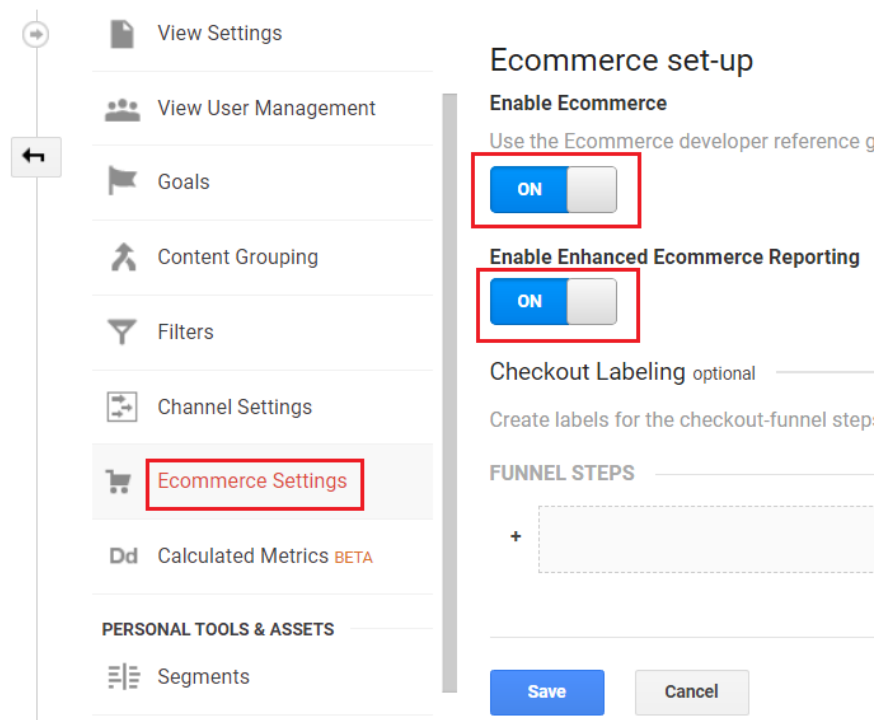 View Settings
View User Management
Goals
Content Grouping
Filters
Channel Settings
Ecommerce Settings
Dd Calculated Metrics BETA
PERSONAL TOOLS & ASSETS
Segments
Ecommerce set-up
Enable Ecommerce
Use the Ecommerce developer reference g
ON
Enable Enhanced Ecommerce Reporting
ON
Checkout Labeling optional
Create labels for the checkout-funnel steps
FUNNEL STEPS
+
Save
Cancel